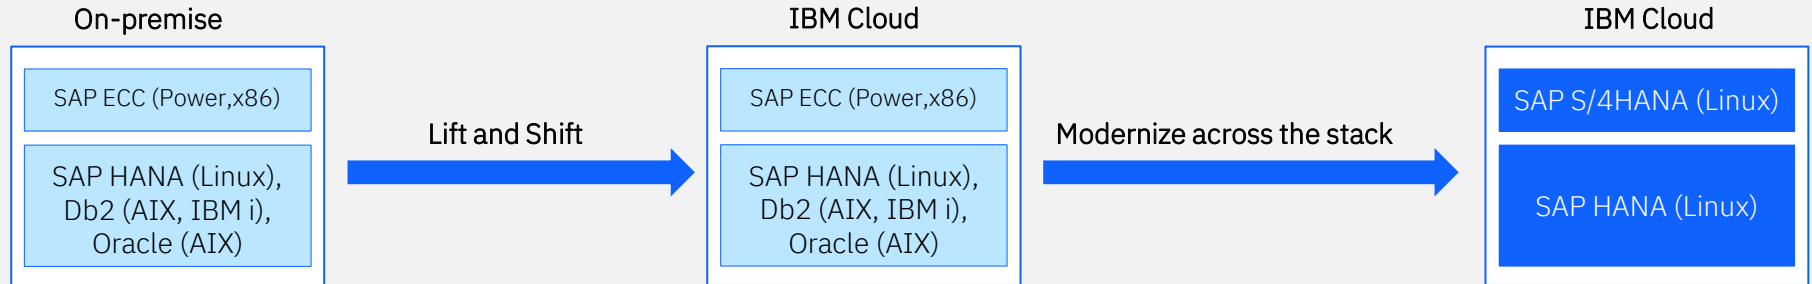 On-premise
SAP ECC (Power,x86)
SAP HANA (Linux),
Db2 (AIX, IBM i),
Oracle (AIX)
Lift and Shift
IBM Cloud
SAP ECC (Power,x86)
SAP HANA (Linux),
Db2 (AIX, IBM i),
Oracle (AIX)
Modernize across the stack
IBM Cloud
SAP S/4HANA (Linux)
SAP HANA (Linux)